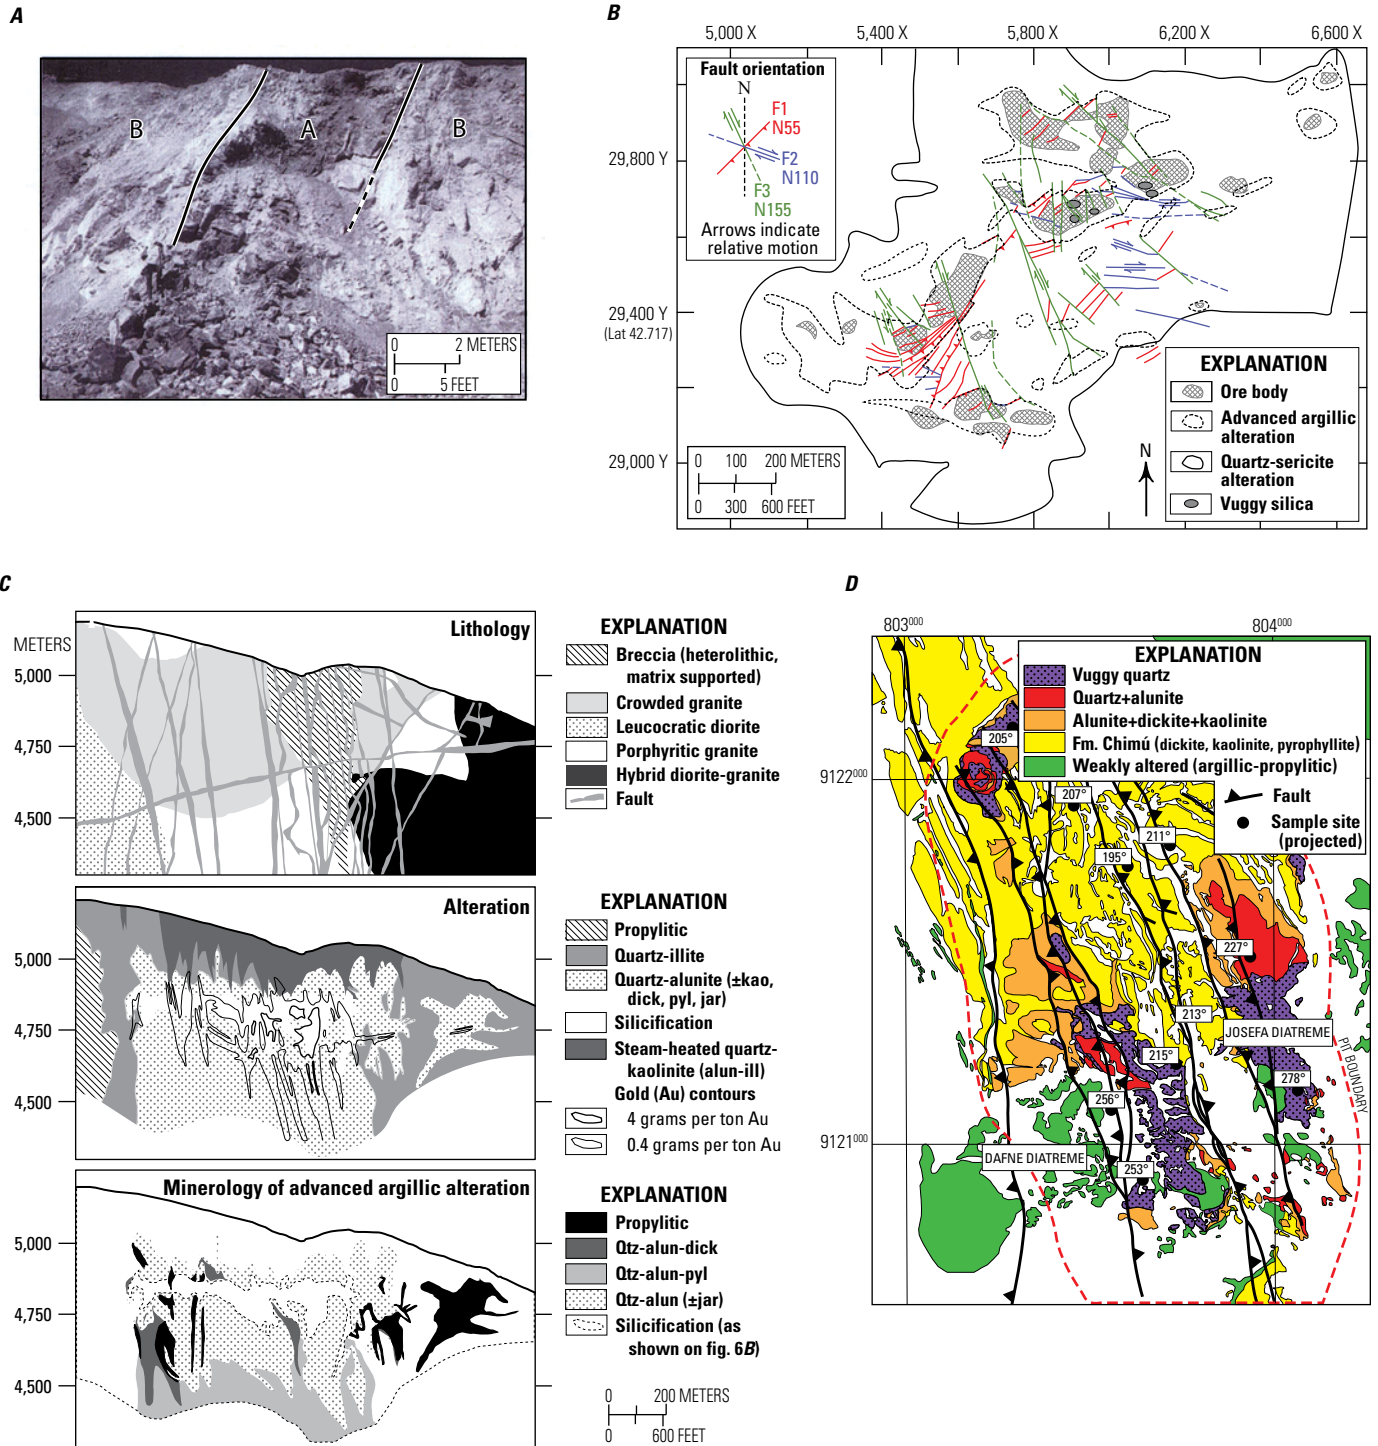 A
B
A
B
0 2 METERS
0 5 FEET
B
5,000 X 5,400 X 5,800 X 6,200 X 6,600 X
29,800 Y
29,400 Y
(Lat 42.717)
29,000 Y
Fault orientation
N
F1
N55
F2
N110
F3
N155
Arrows indicate
relative motion
0 100 200 METERS
0 300 600 FEET
N
EXPLANATION
Ore body
Advanced argillic
alteration
Quartz-sericite
alteration
Vuggy silica
C
METERS
Lithology
5,000
4,750
4,500
EXPLANATION
Breccia (heterolithic,
matrix supported)
Crowded granite
Leucocratic diorite
Porphyritic granite
Hybrid diorite-granite
Fault
Alteration
5,000
4,750
4,500
EXPLANATION
Propylitic
Quartz-illite
Quartz-alunite (±kao,
dick, pyl, jar)
Silicification
Steam-heated quartz-
kaolinite (alun-ill)
Gold (Au) contours
4 grams per ton Au
0.4 grams per ton Au
Minerology of advanced argillic alteration
5,000
4,750
4,500
EXPLANATION
Propylitic
Qtz-alun-dick
Qtz-alun-pyl
Qtz-alun (±jar)
Silicification (as
shown on fig. 6B)
0 200 METERS
0 600 FEET
D
803000 804000
9122000
9121000
EXPLANATION
Vuggy quartz
Quartz+alunite
Alunite+dickite+kaolinite
Fm. Chimú (dickite, kaolinite, pyrophyllite)
Weakly altered (argillic-propylitic)
Fault
Sample site
(projected)
205°
207°
211°
195°
227°
213°
JOSEFA DIATREME
215°
278°
256°
PIT BOUNDARY
DAFNE DIATREME
253°